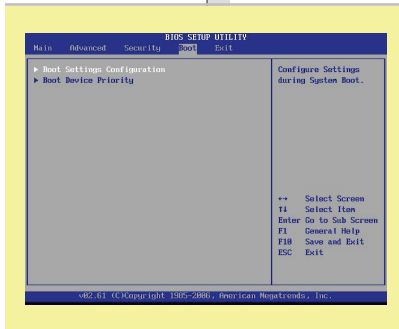 BIOS SETUP UTILITY
Main Advanced Security Boot Exit
▶ Boot Settings Configuration
▶ Boot Device Priority
Configure Settings
during System Boot.
↔ Select Screen
↑↓ Select Item
Enter Go to Sub Screen
F1 General Help
F10 Save and Exit
ESC Exit
v02.61 (C)Copyright 1985-2006, American Megatrends, Inc.